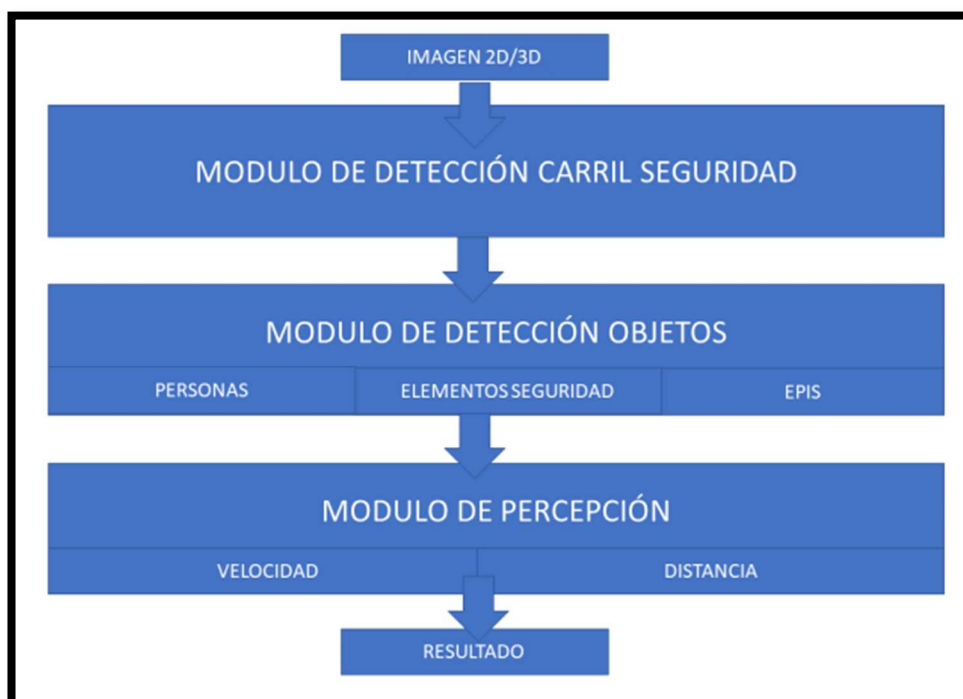 IMAGEN 2D/3D
MODULO DE DETECCIÓN CARRIL SEGURIDAD
MODULO DE DETECCIÓN OBJETOS
PERSONAS
ELEMENTOS SEGURIDAD
EPIS
MODULO DE PERCEPCIÓN
VELOCIDAD
DISTANCIA
RESULTADO